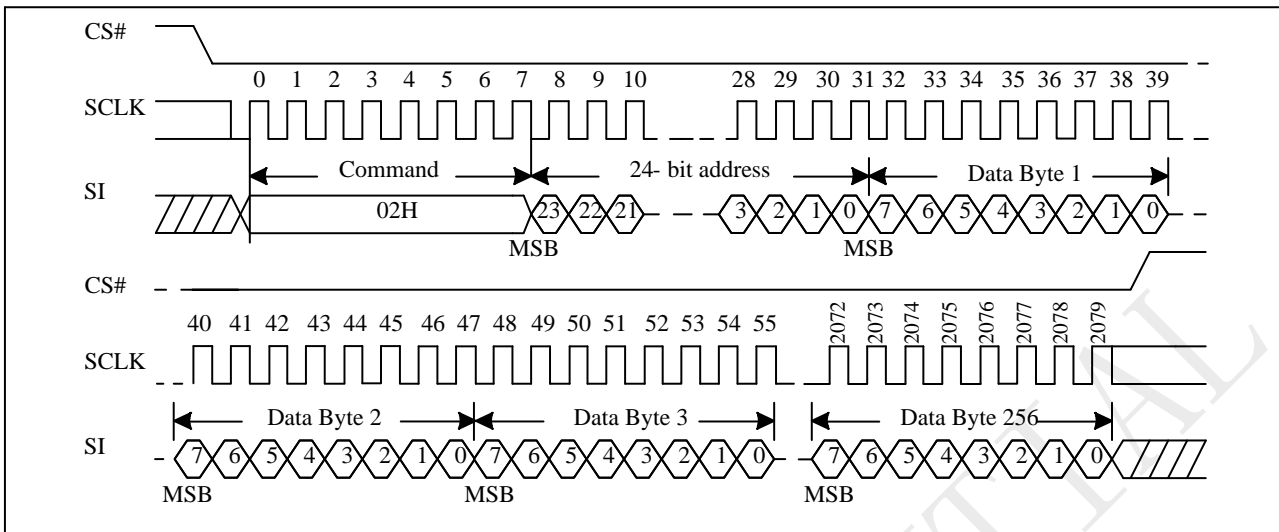 CS#
0 1 2 3 4 5 6 7 8 9 10 28 29 30 31 32 33 34 35 36 37 38 39
SCLK
Command 24- bit address Data Byte 1
SI
02H 23 22 21 3 2 1 0 7 6 5 4 3 2 1 0
MSB MSB
CS#
40 41 42 43 44 45 46 47 48 49 50 51 52 53 54 55 2072 2073 2074 2075 2076 2077 2078 2079
SCLK
Data Byte 2 Data Byte 3 Data Byte 256
SI
7 6 5 4 3 2 1 0 7 6 5 4 3 2 1 0 7 6 5 4 3 2 1 0
MSB MSB MSB